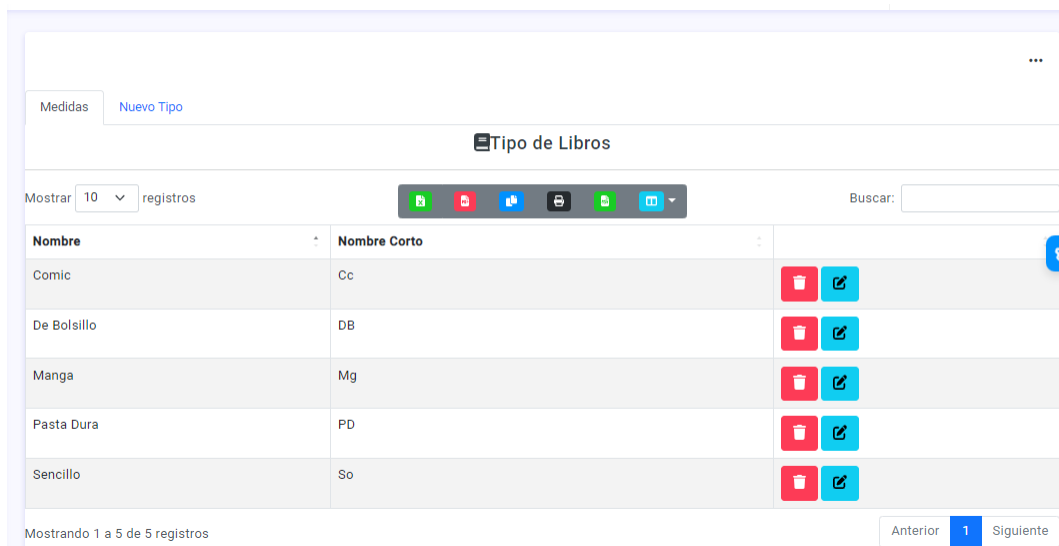 Medidas Nuevo Tipo
Tipo de Libros
Mostrar 10 registros Buscar:
Nombre Nombre Corto
Comic Cc
De Bolsillo DB
Manga Mg
Pasta Dura PD
Sencillo So
Mostrando 1 a 5 de 5 registros Anterior 1 Siguiente